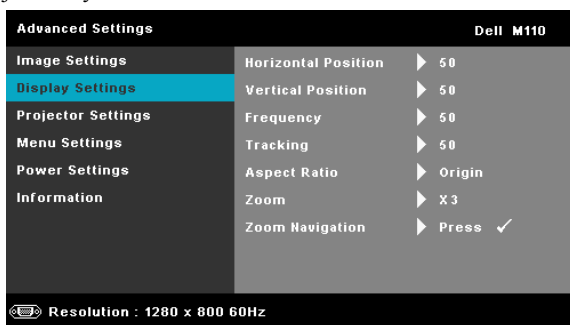 Advanced Settings Dell M110
Image Settings
Display Settings
Projector Settings
Menu Settings
Power Settings
Information
Horizontal Position 50
Vertical Position 50
Frequency 50
Tracking 50
Aspect Ratio Origin
Zoom X3
Zoom Navigation Press ✓
Resolution : 1280 x 800 60Hz